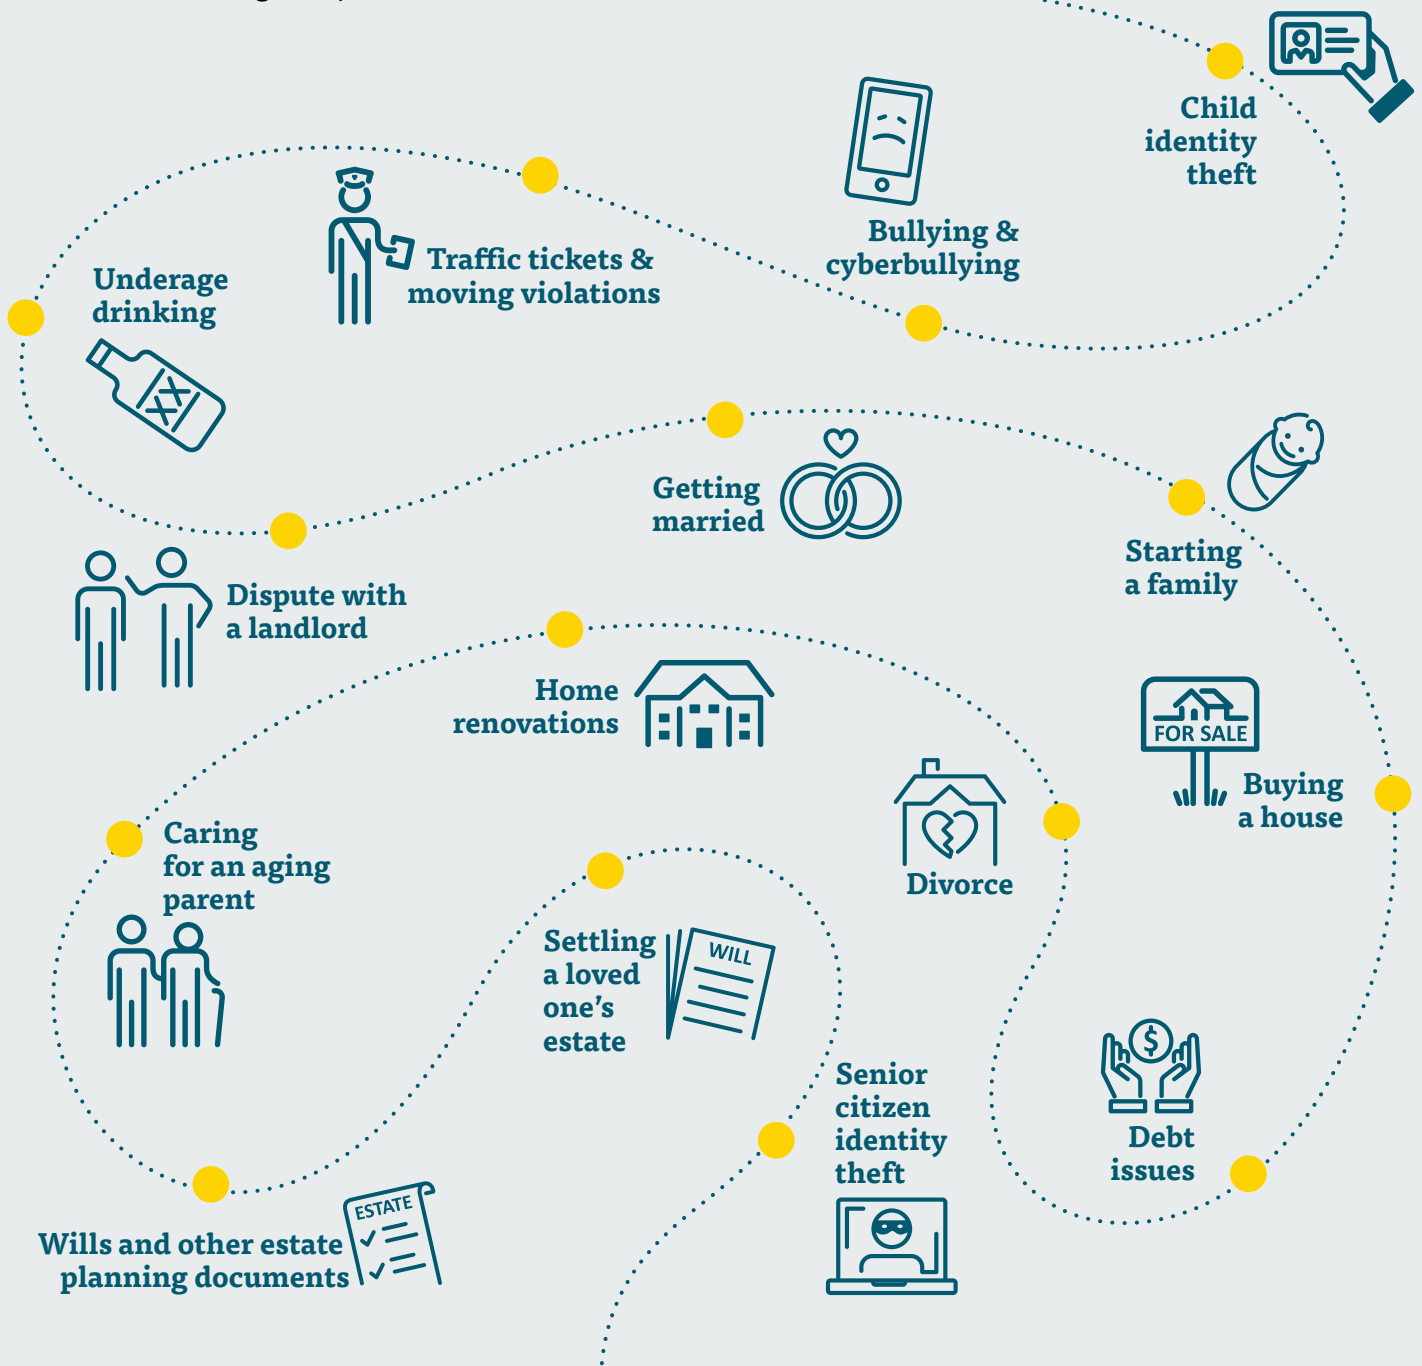 Child
identity
theft
Bullying &
cyberbullying
Traffic tickets &
moving violations
Underage
drinking
Dispute with
a landlord
Getting
married
Starting
a family
FOR SALE
Buying
a house
Debt
issues
Divorce
Home
renovations
Caring
for an aging
parent
Wills and other estate
planning documents
ESTATE
Settling
a loved
one's
estate
WILL
Senior
citizen
identity
theft
$